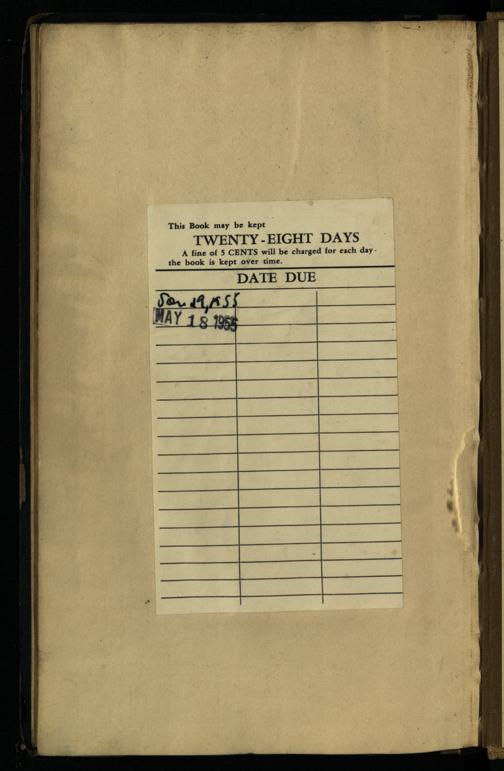 This Book may be kept
TWENTY-EIGHT DAYS
A fine of 5 CENTS will be charged for each day
the book is kept over time.
DATE DUE
Jan 29, 1955
MAY 18 1955